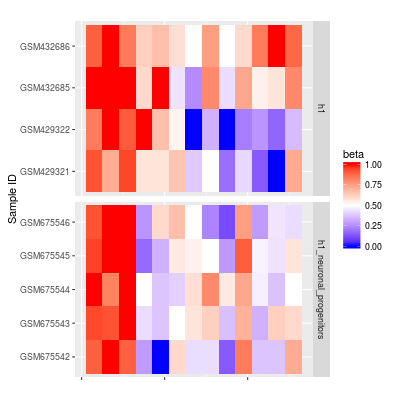 GSM432686
GSM432685
GSM429322
GSM429321
h1
GSM675546
GSM675545
GSM675544
GSM675543
GSM675542
h1_neuronal_progenitors
Sample ID
beta
1.00
0.75
0.50
0.25
0.00